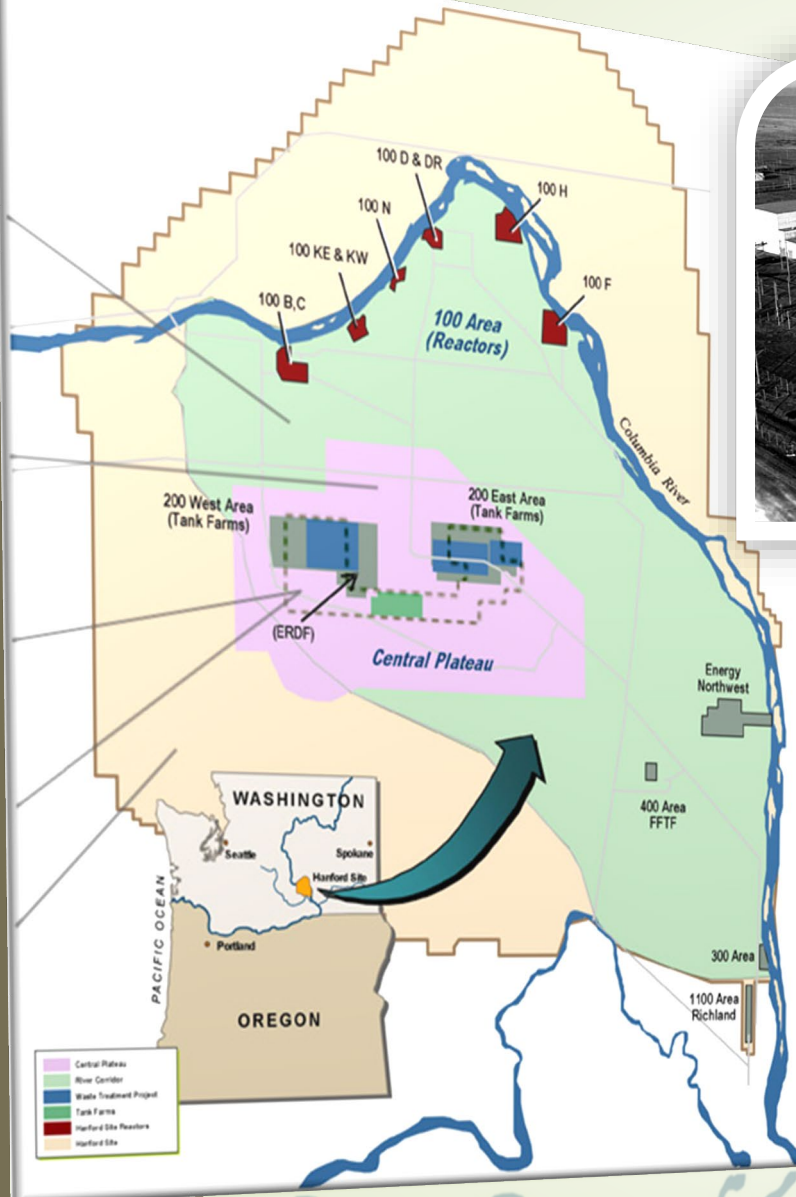 100 D & DR
100 H
100 N
100 KE & KW
100 F
100 B,C
100 Area
(Reactors)
Columbia River
200 West Area
(Tank Farms)
200 East Area
(Tank Farms)
(ERDF)
Central Plateau
Energy
Northwest
400 Area
FFTF
WASHINGTON
Seattle
Spokane
Hanford Site
PACIFIC OCEAN
Portland
OREGON
300 Area
1100 Area
Richland
Central Plateau
River Corridor
Waste Treatment Project
Tank Farms
Hanford Site Reactors
Hanford Site